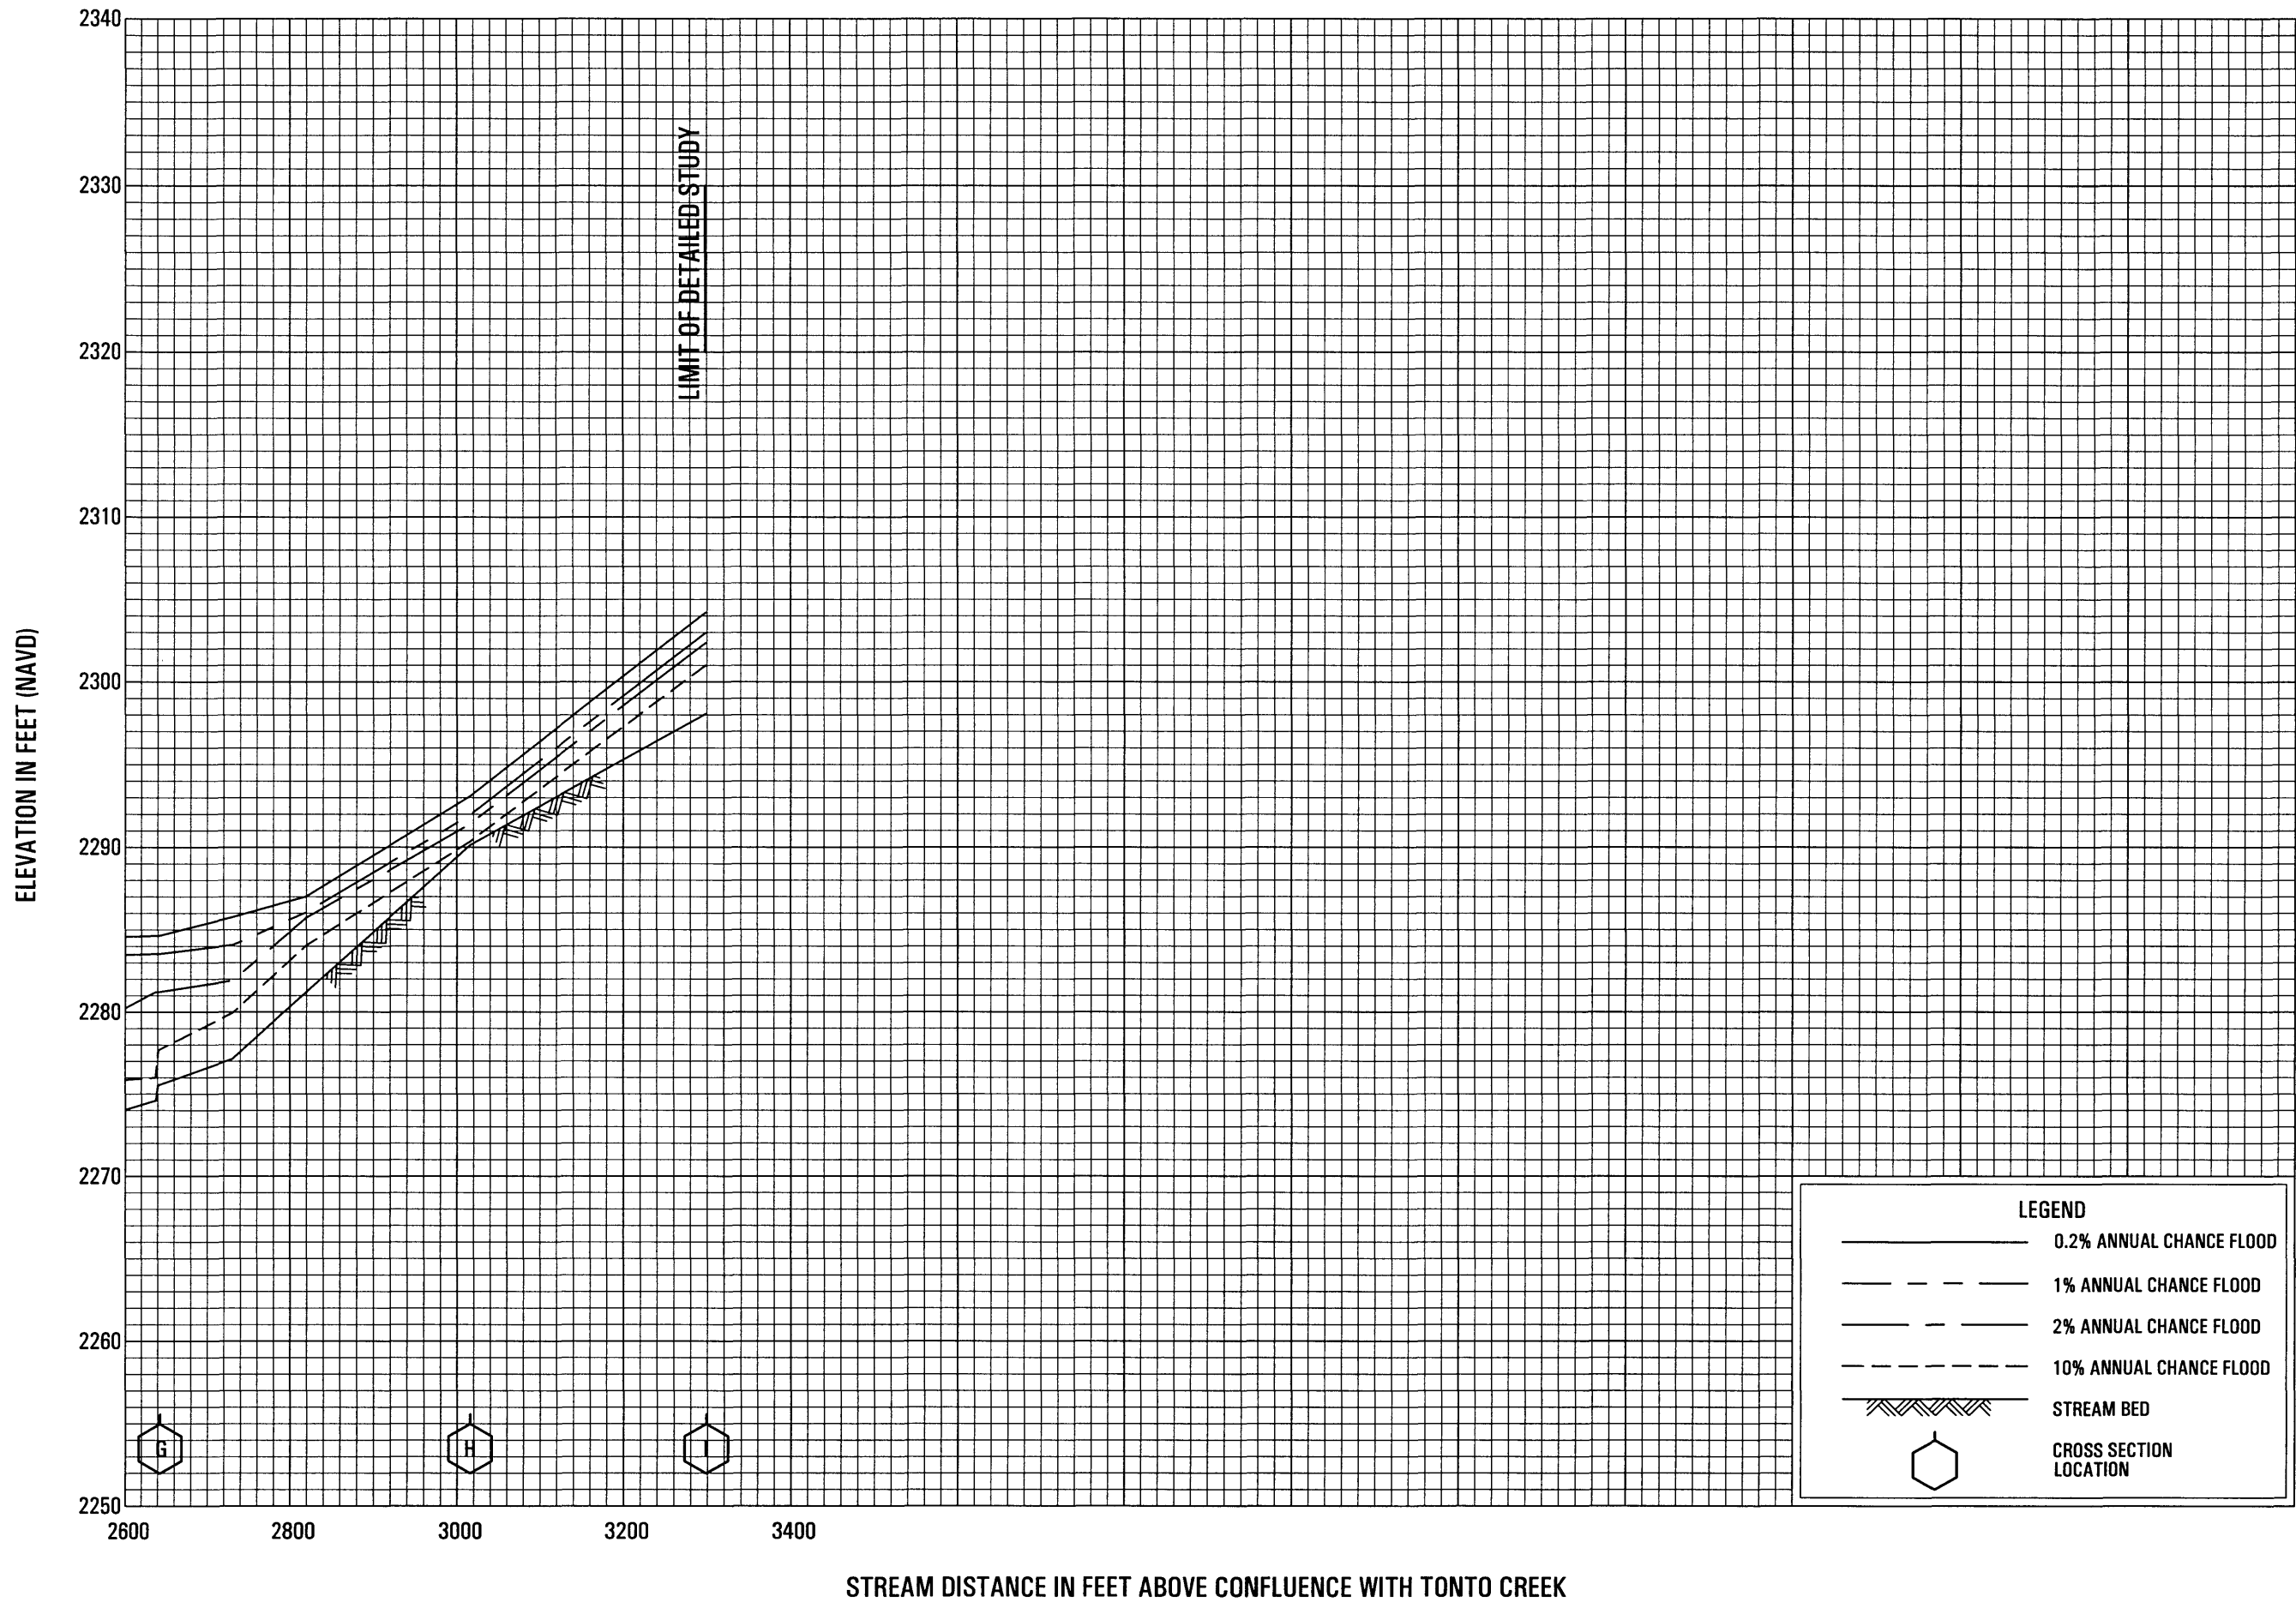 2340
2330
2320
2310
2300
2290
2280
2270
2260
2250
ELEVATION IN FEET (NAVD)
LIMIT OF DETAILED STUDY
G
H
I
2600
2800
3000
3200
3400
STREAM DISTANCE IN FEET ABOVE CONFLUENCE WITH TONTO CREEK
LEGEND
0.2% ANNUAL CHANCE FLOOD
1% ANNUAL CHANCE FLOOD
2% ANNUAL CHANCE FLOOD
10% ANNUAL CHANCE FLOOD
STREAM BED
CROSS SECTION
LOCATION